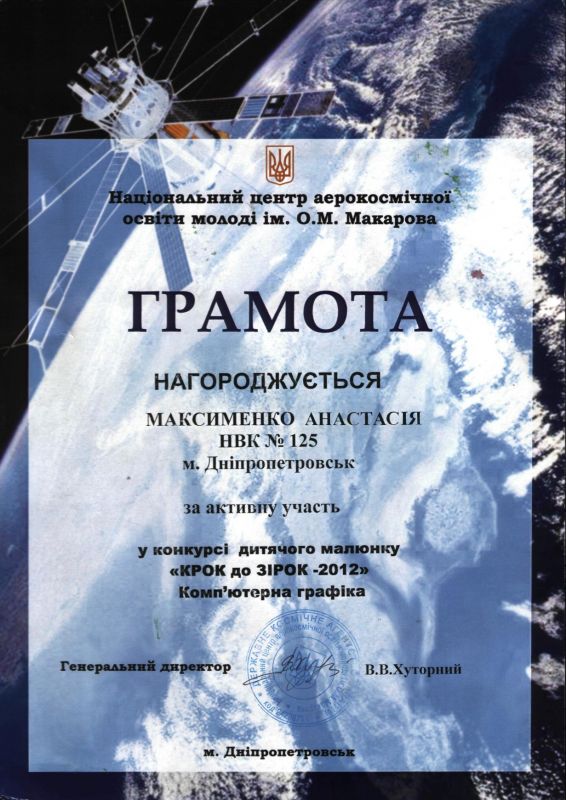 Національний центр аерокосмічної
освіти молоді ім. О.М. Макарова
ГРАМОТА
НАГОРОДЖУЄТЬСЯ
МАКСИМЕНКО АНАСТАСІЯ
НВК № 125
м. Дніпропетровськ
за активну участь
у конкурсі дитячого малюнку
«КРОК до ЗІРОК -2012»
Комп'ютерна графіка
Генеральний директор
В.В.Хуторний
м. Дніпропетровськ